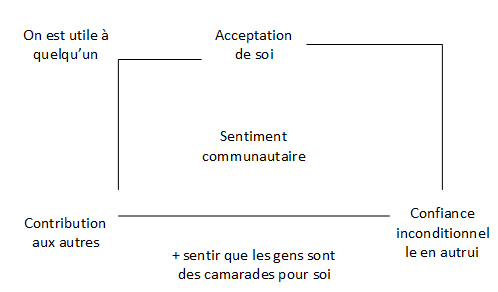 On est utile à
quelqu’un
Acceptation
de soi
Sentiment
communautaire
Contribution
aux autres
Confiance
inconditionnel
le en autrui
+ sentir que les gens sont
des camarades pour soi